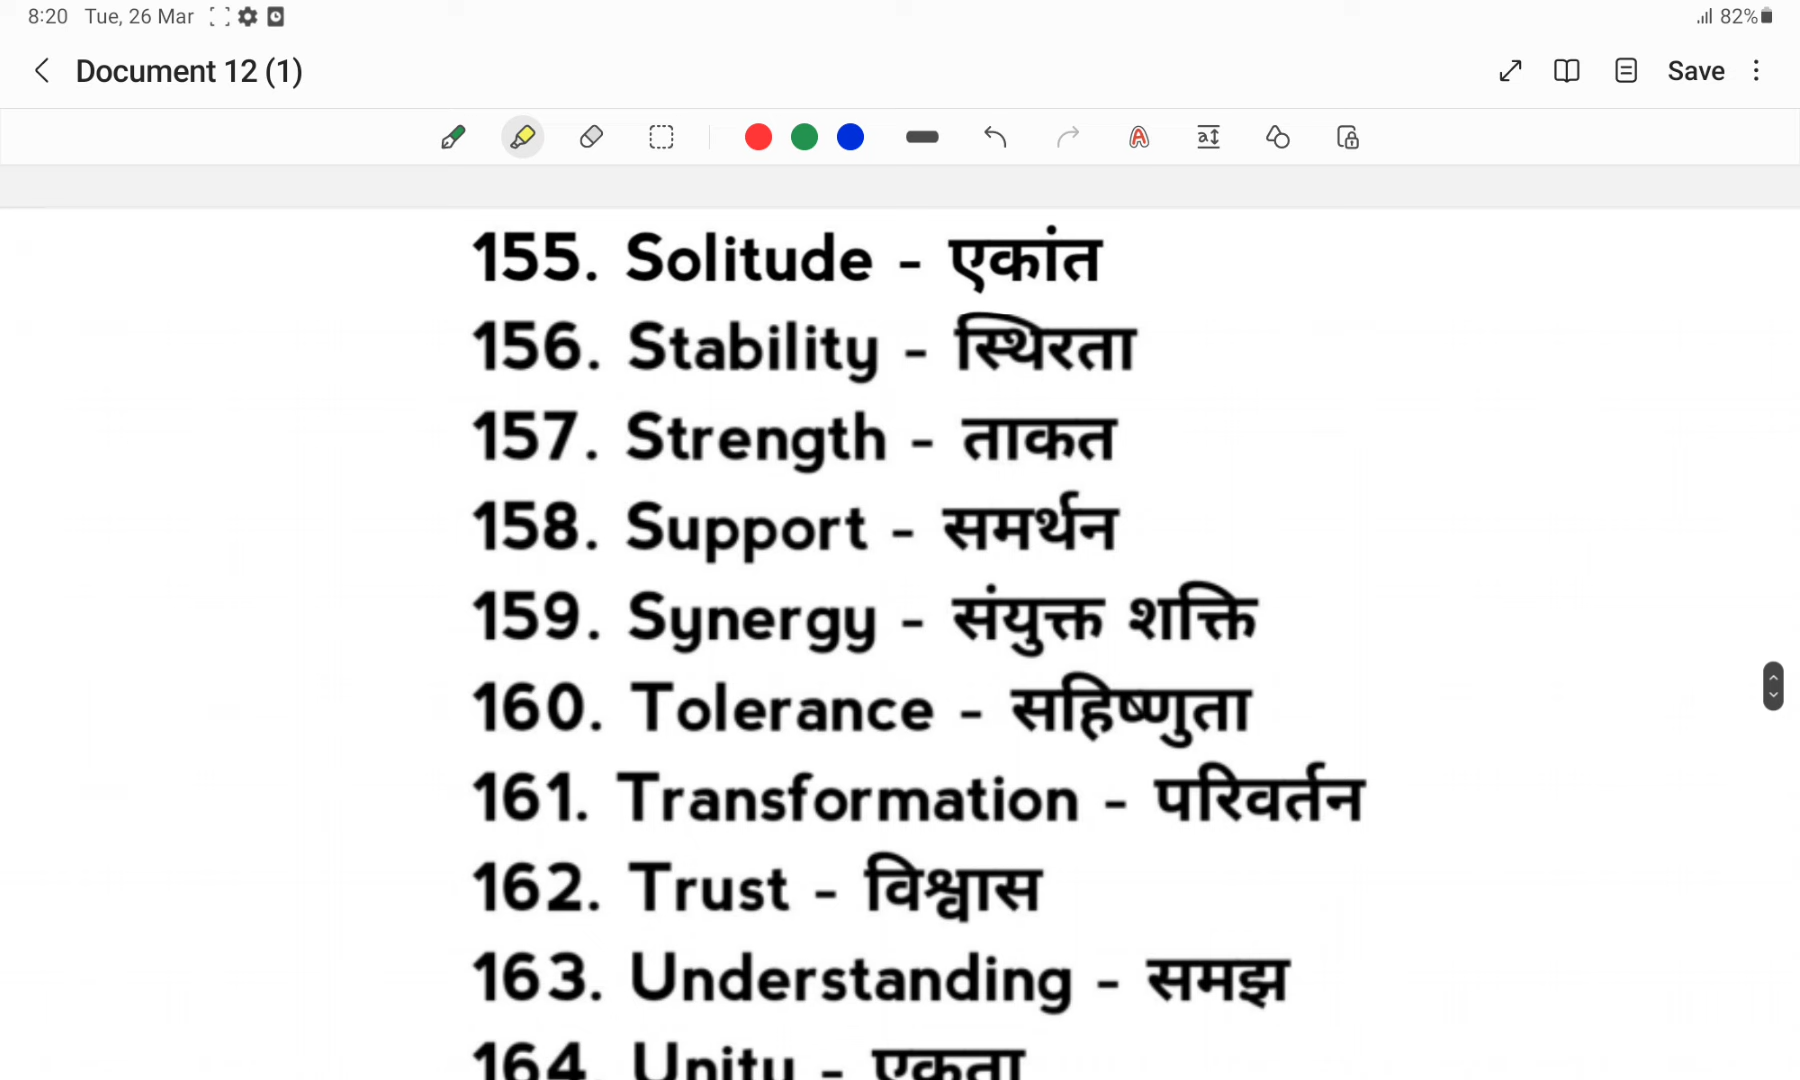 8:20 Tue, 26 Mar 82%
Document 12 (1) Save
155. Solitude - एकांत
156. Stability - स्थिरता
157. Strength - ताकत
158. Support - समर्थन
159. Synergy - संयुक्त शक्ति
160. Tolerance - सहिष्णुता
161. Transformation - परिवर्तन
162. Trust - विश्वास
163. Understanding - समझ
164. Unity - एकता